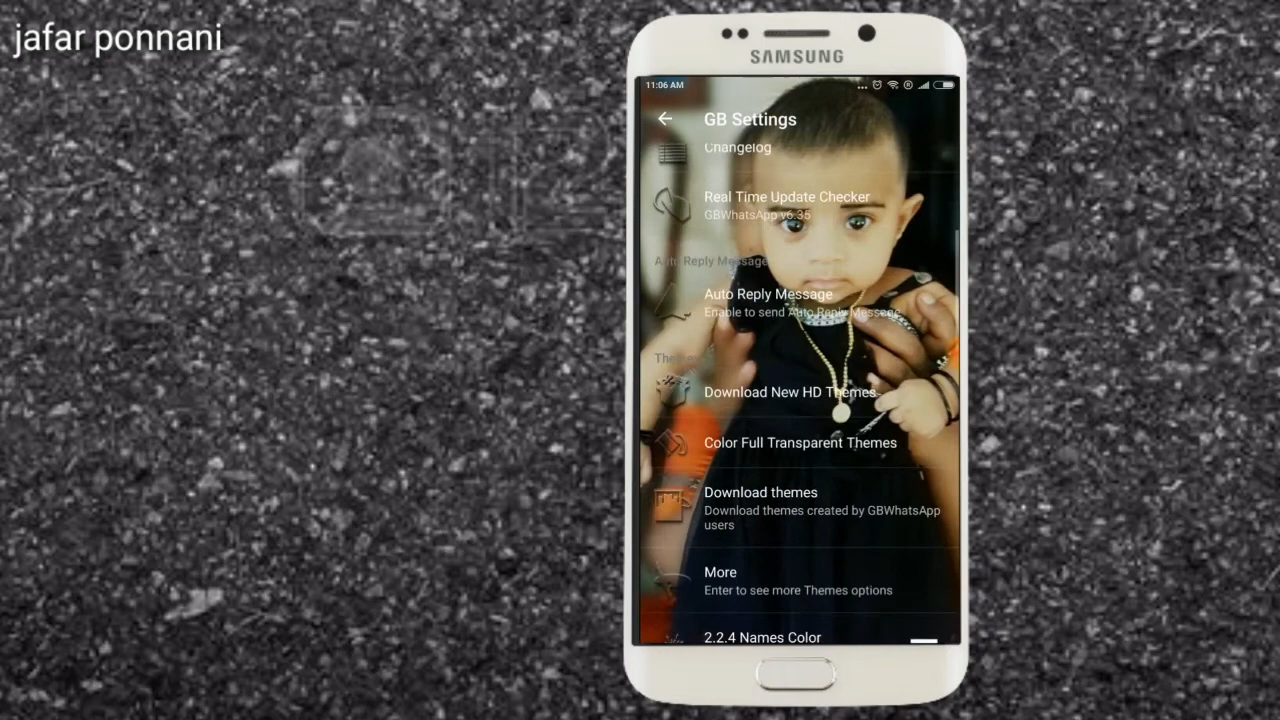 jafar ponnani
SAMSUNG
11:06 AM
GB Settings
Changelog
Real Time Update Checker
GBWhatsApp v6.35
Auto Reply Message
Auto Reply Message
Enable to send Auto Reply Message
Themes
Download New HD Themes
Color Full Transparent Themes
Download themes
Download themes created by GBWhatsApp
users
More
Enter to see more Themes options
2.2.4 Names Color